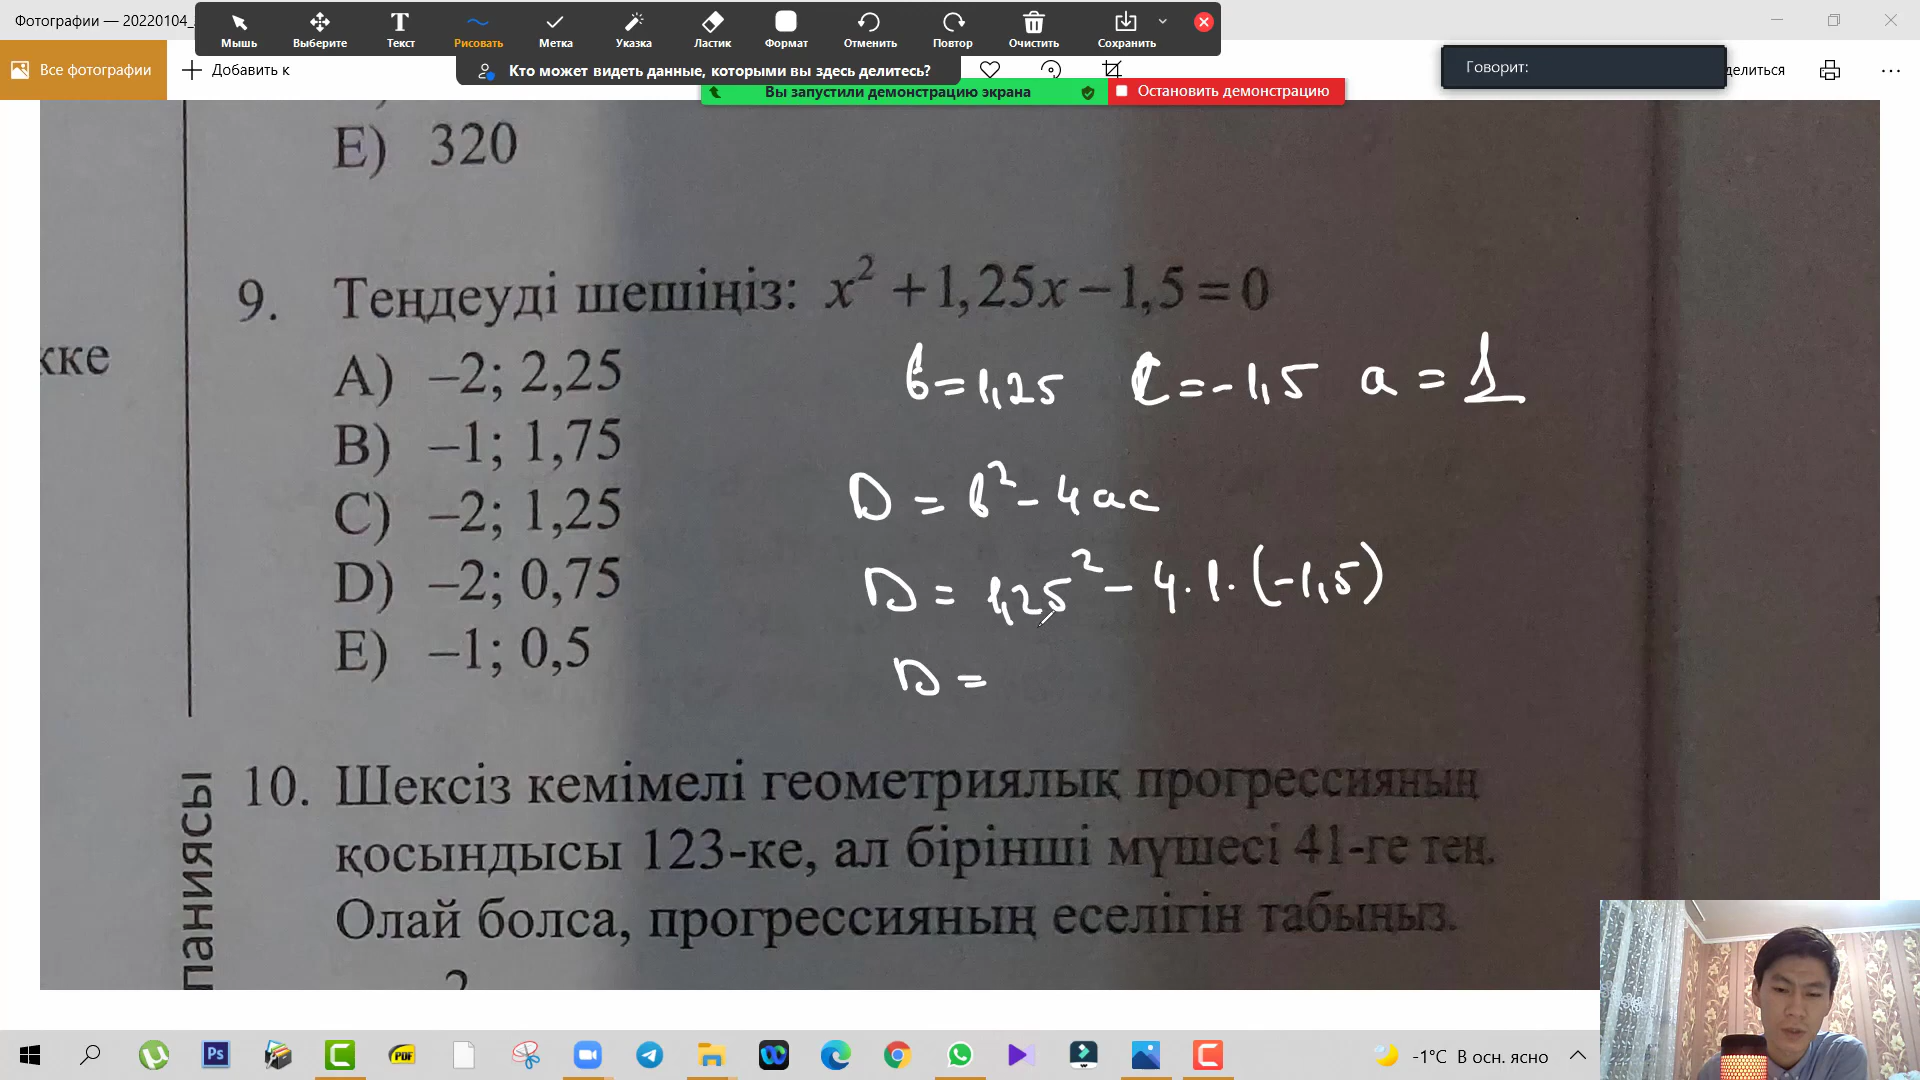 Фотографии — 20220104_
Мышь Выберите Текст Рисовать Метка Указка Ластик Формат Отменить Повтор Очистить Сохранить
Все фотографии Добавить к
Кто может видеть данные, которыми вы здесь делитесь?
Говорит:
делиться
Вы запустили демонстрацию экрана Остановить демонстрацию
E) 320
кке
9. Теңдеуді шешіңіз: x² + 1,25x − 1,5 = 0
A) –2; 2,25
B) –1; 1,75
C) –2; 1,25
D) –2; 0,75
E) –1; 0,5
b = 1,25 c = -1,5 a = 1
D = b² - 4ac
D = 1,25² - 4 · 1 · (-1,5)
D =
паниясы
10. Шексіз кемімелі геометриялық прогрессияның
қосындысы 123-ке, ал бірінші мүшесі 41-ге тең.
Олай болса, прогрессияның еселігін табыңыз.
2
Ps PDF
-1°C В осн. ясно